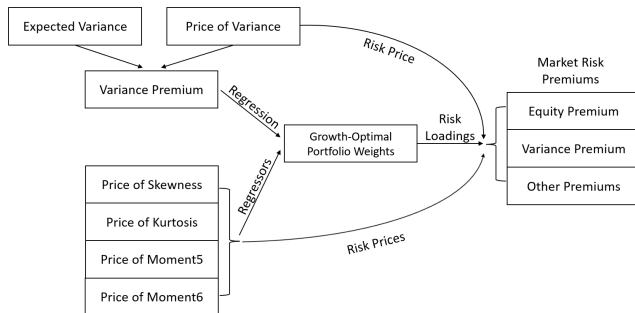 Expected Variance
Price of Variance
Risk Price
Market Risk
Premiums
Variance Premium
Regression
Equity Premium
Growth-Optimal
Portfolio Weights
Risk
Loadings
Variance Premium
Other Premiums
Price of Skewness
Regressors
Price of Kurtosis
Risk Prices
Price of Moment5
Price of Moment6